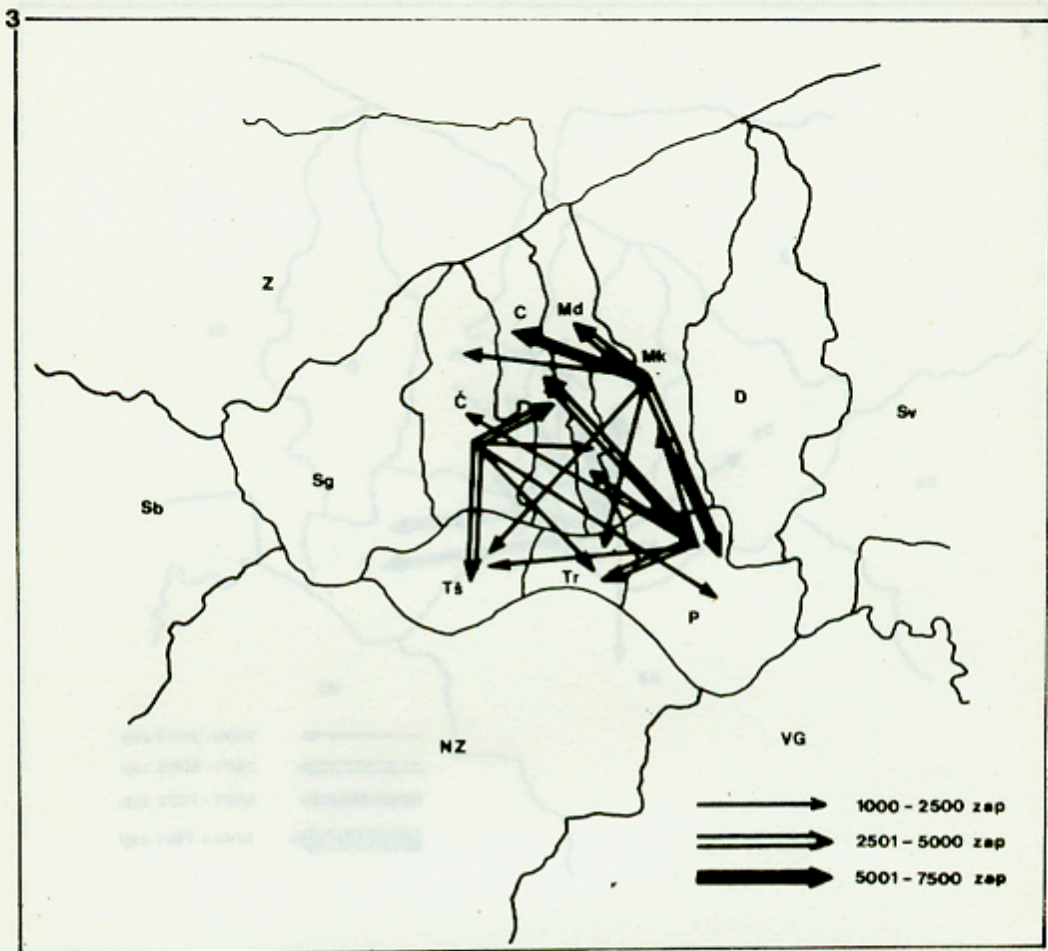 3
Z
C
Md
Mk
Č
D
D
Sv
Sg
Sb
Tš
Tr
P
NZ
VG
1000 – 2500 zap
2501 – 5000 zap
5001 – 7500 zap